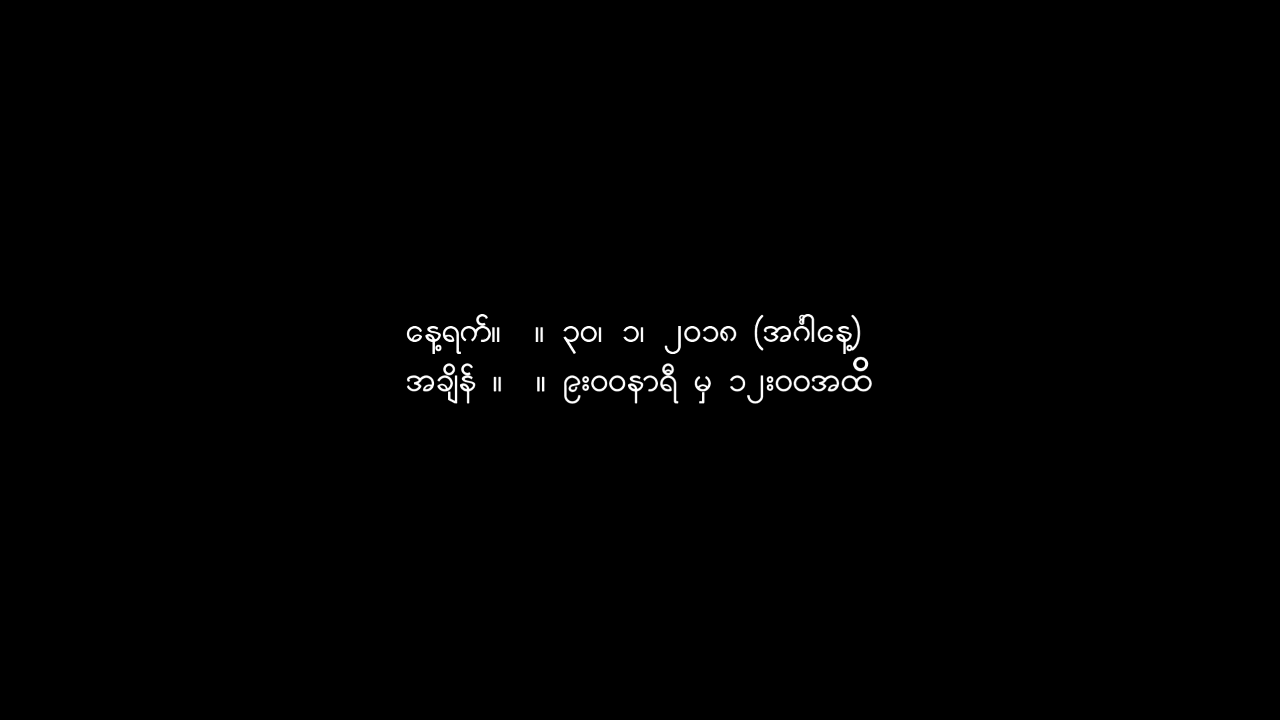 နေ့ရက်။ ။ ၃၀၊ ၁၊ ၂၀၁၈ (အင်္ဂါနေ့)
အချိန် ။ ။ ၉း၀၀နာရီ မှ ၁၂း၀၀အထိ